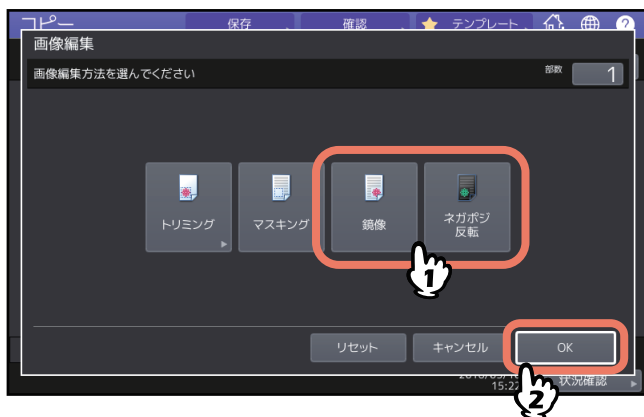 コピー 保存 確認 テンプレート ?
画像編集
画像編集方法を選んでください 部数 1
トリミング マスキング 鏡像 ネガポジ
反転
1
リセット キャンセル OK
15:22 状況確認
2